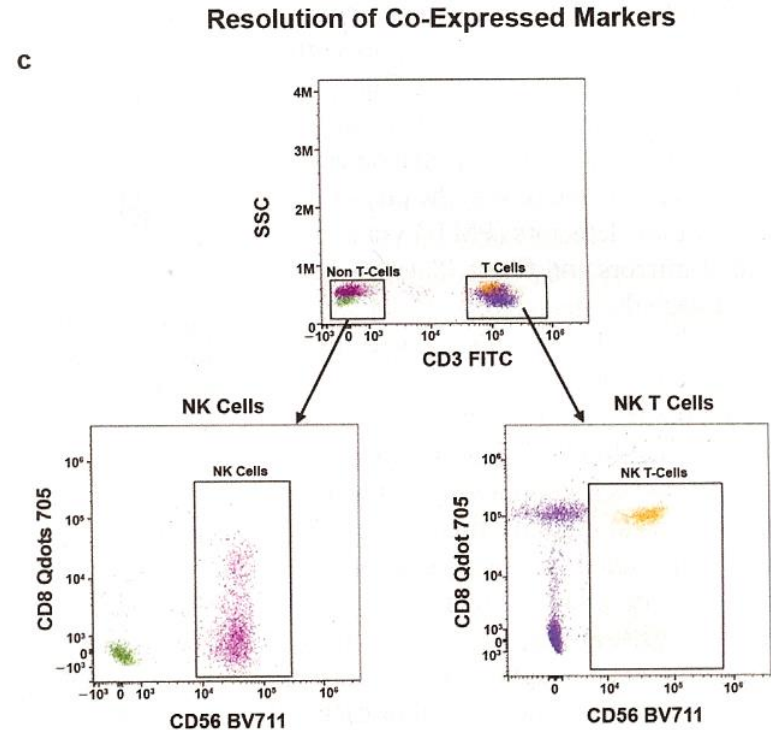 Resolution of Co-Expressed Markers
c
4M
3M
2M
1M
0
SSC
Non T-Cells
T Cells
−10³ 0 10³ 10⁴ 10⁵ 10⁶
CD3 FITC
NK Cells
NK T Cells
10⁶
10⁵
10⁴
10³
0
−10³
CD8 Qdots 705
NK Cells
−10³ 0 10³ 10⁴ 10⁵ 10⁶
CD56 BV711
10⁶
10⁵
10⁴
10³
0
10³
CD8 Qdot 705
NK T-Cells
0 10⁴ 10⁵ 10⁶
CD56 BV711